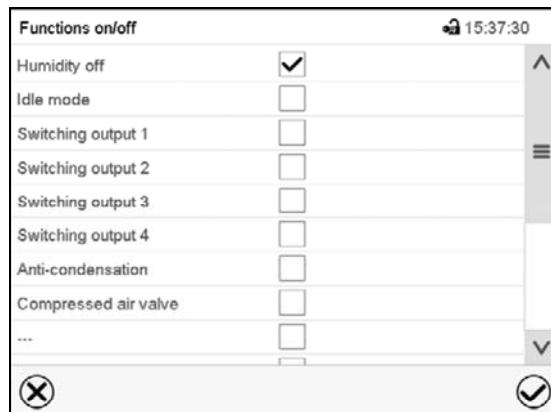 Functions on/off 15:37:30
Humidity off
Idle mode
Switching output 1
Switching output 2
Switching output 3
Switching output 4
Anti-condensation
Compressed air valve
---